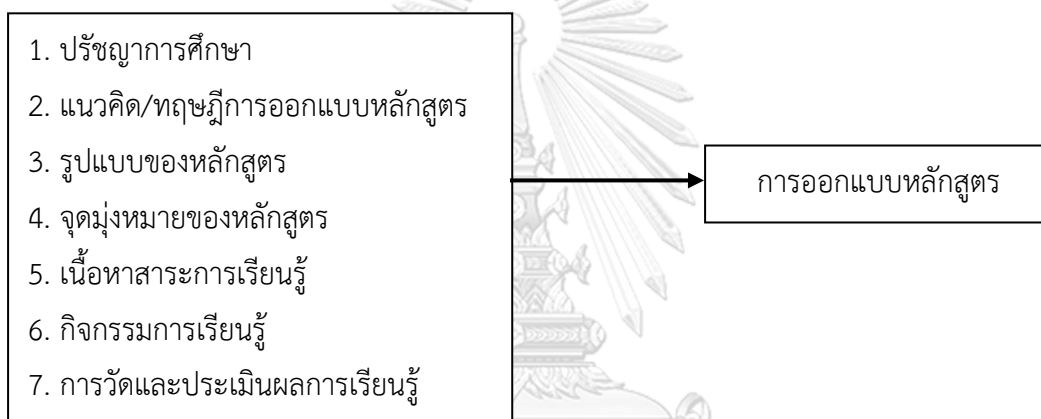 1. ปรัชญาการศึกษา
2. แนวคิด/ทฤษฎีการออกแบบหลักสูตร
3. รูปแบบของหลักสูตร
4. จุดมุ่งหมายของหลักสูตร
5. เนื้อหาสาระการเรียนรู้
6. กิจกรรมการเรียนรู้
7. การวัดและประเมินผลการเรียนรู้
การออกแบบหลักสูตร